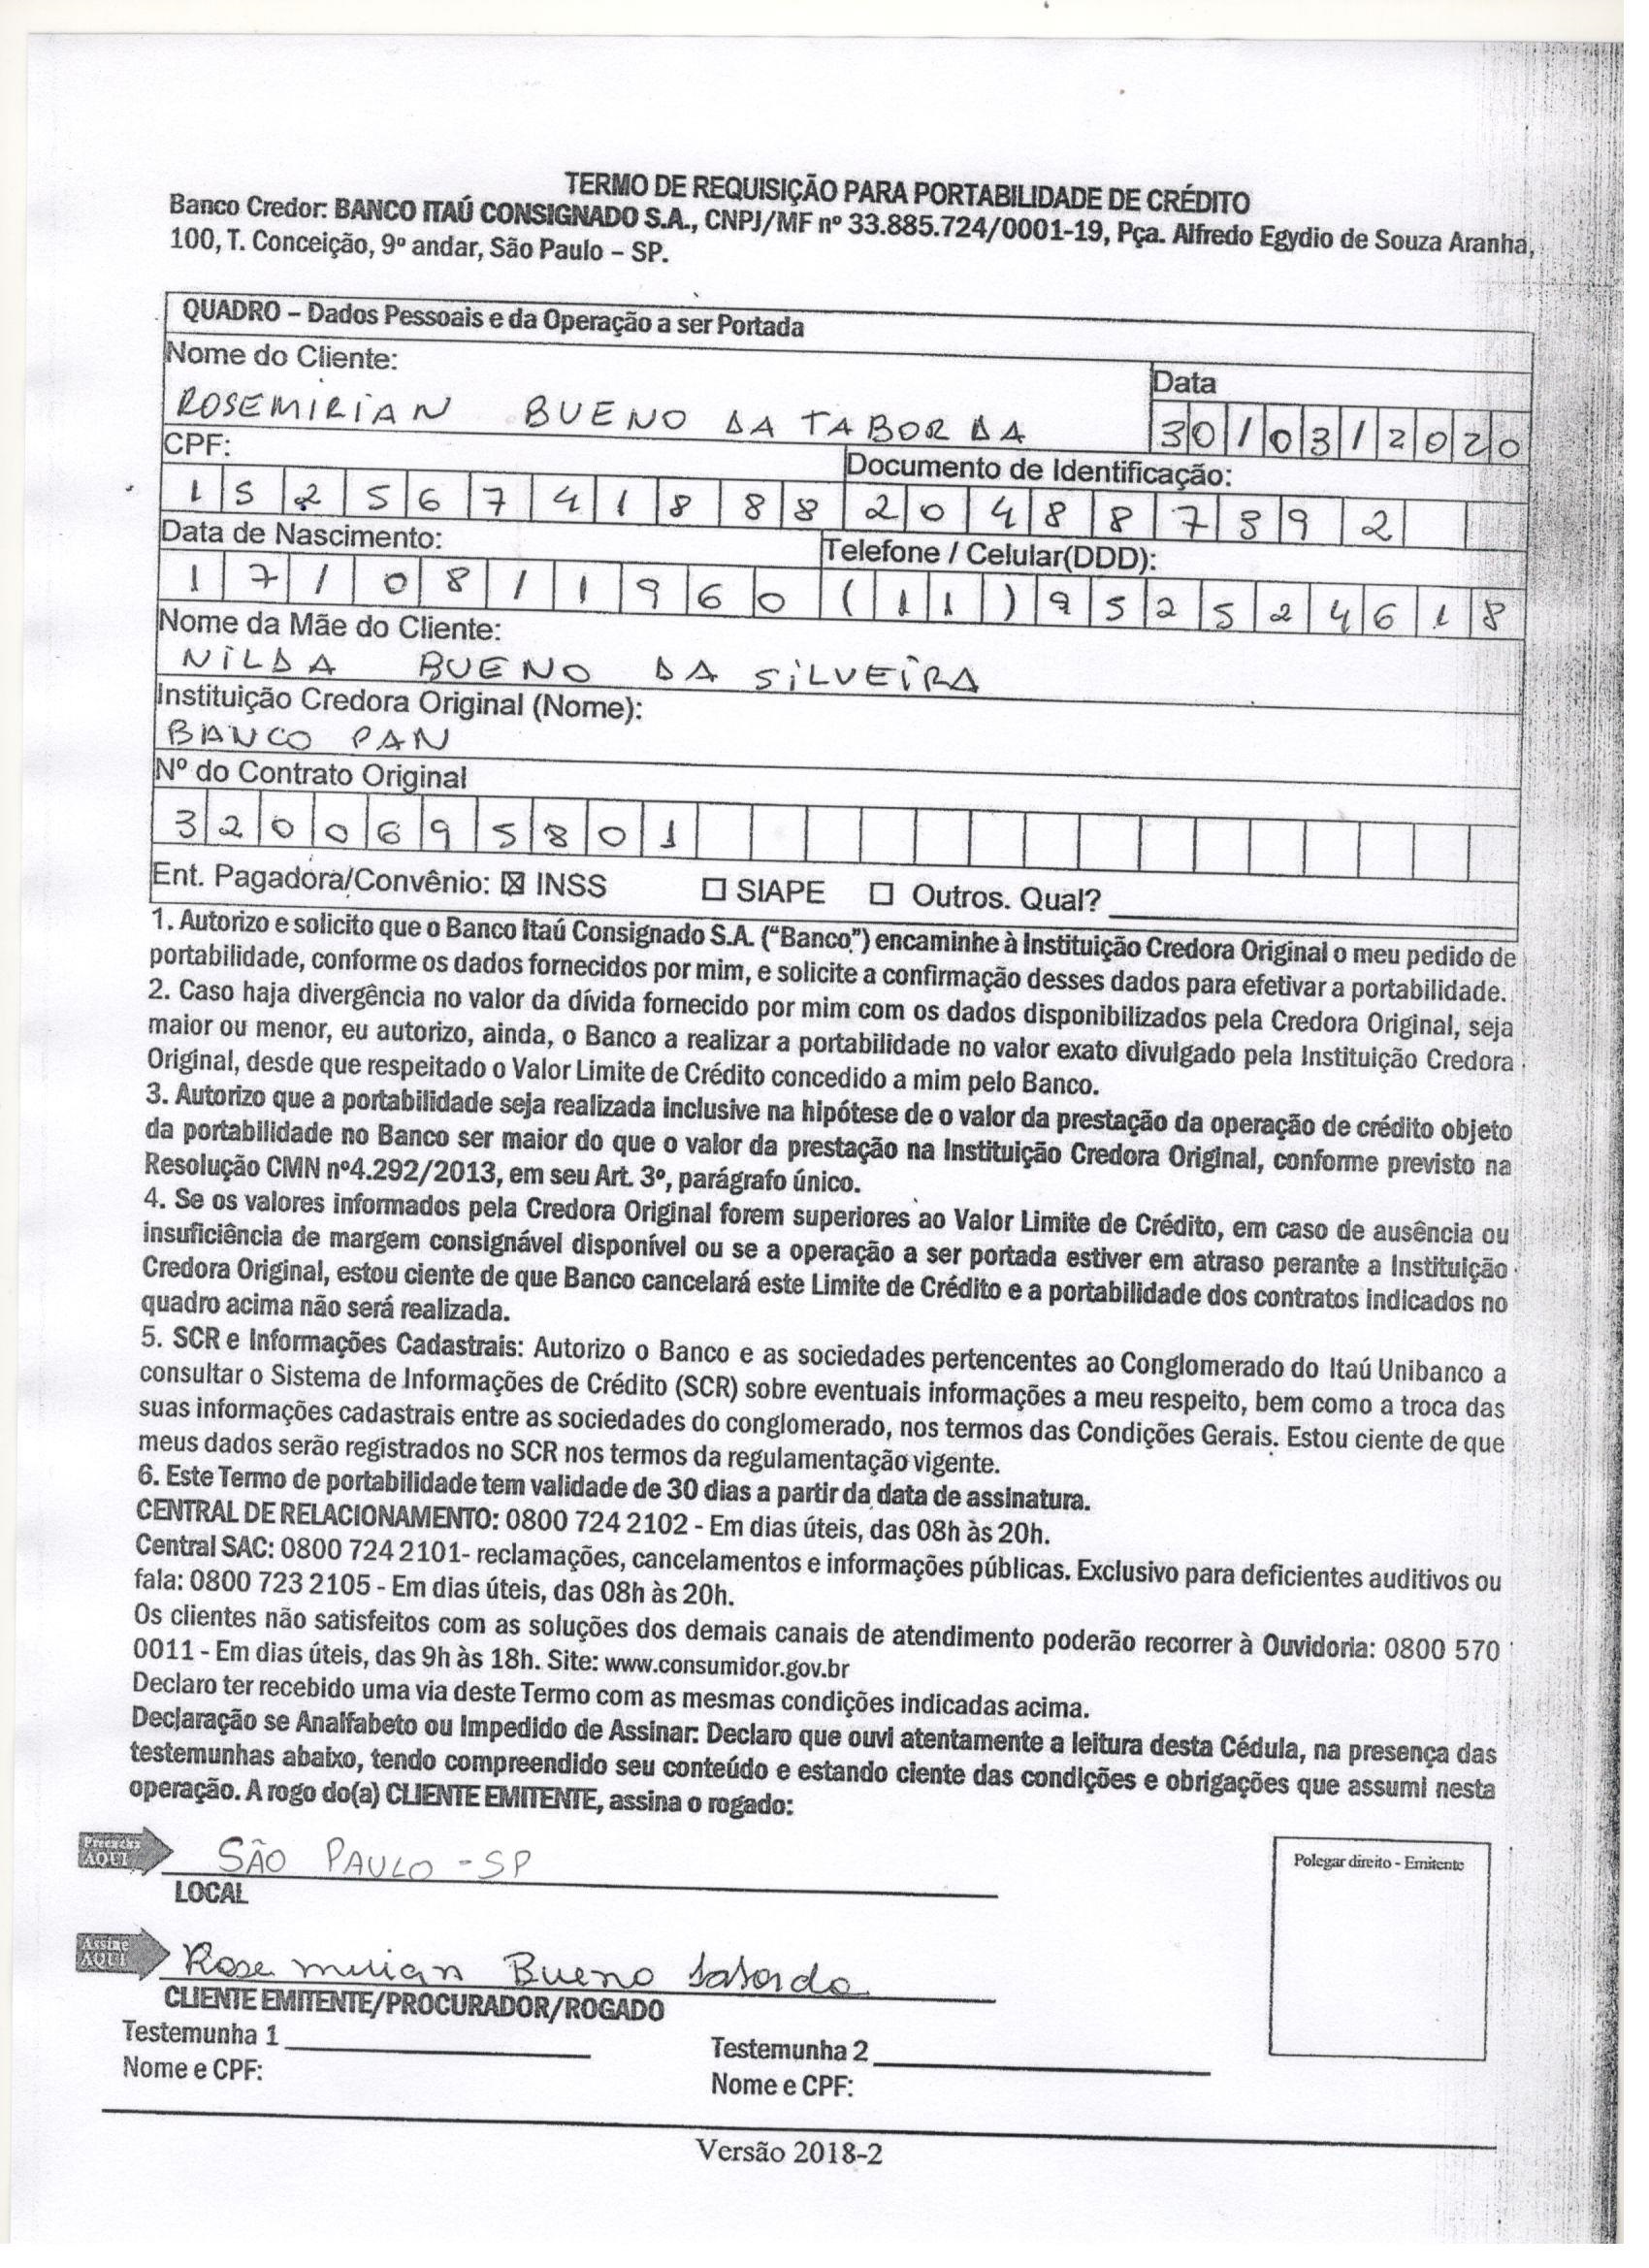 TERMO DE REQUISIÇÃO PARA PORTABILIDADE DE CRÉDITO
Banco Credor: BANCO ITAÚ CONSIGNADO S.A., CNPJ/MF nº 33.885.724/0001-19, Pça. Alfredo Egydio de Souza Aranha,
100, T. Conceição, 9º andar, São Paulo – SP.
QUADRO – Dados Pessoais e da Operação a ser Portada
Nome do Cliente:
Data
ROSEMIRIAN BUENO DA TABORDA
30/03/2020
CPF:
Documento de Identificação:
15256741888
204887892
Data de Nascimento:
Telefone / Celular(DDD):
17/08/1960
(11)952524618
Nome da Mãe do Cliente:
NILDA BUENO DA SILVEIRA
Instituição Credora Original (Nome):
BANCO PAN
Nº do Contrato Original
3200695801
Ent. Pagadora/Convênio: ☒ INSS ☐ SIAPE ☐ Outros. Qual?
1. Autorizo e solicito que o Banco Itaú Consignado S.A. (“Banco”) encaminhe à Instituição Credora Original o meu pedido de
portabilidade, conforme os dados fornecidos por mim, e solicite a confirmação desses dados para efetivar a portabilidade.
2. Caso haja divergência no valor da dívida fornecido por mim com os dados disponibilizados pela Credora Original, seja
maior ou menor, eu autorizo, ainda, o Banco a realizar a portabilidade no valor exato divulgado pela Instituição Credora
Original, desde que respeitado o Valor Limite de Crédito concedido a mim pelo Banco.
3. Autorizo que a portabilidade seja realizada inclusive na hipótese de o valor da prestação da operação de crédito objeto
da portabilidade no Banco ser maior do que o valor da prestação na Instituição Credora Original, conforme previsto na
Resolução CMN nº4.292/2013, em seu Art. 3º, parágrafo único.
4. Se os valores informados pela Credora Original forem superiores ao Valor Limite de Crédito, em caso de ausência ou
insuficiência de margem consignável disponível ou se a operação a ser portada estiver em atraso perante a Instituição
Credora Original, estou ciente de que Banco cancelará este Limite de Crédito e a portabilidade dos contratos indicados no
quadro acima não será realizada.
5. SCR e Informações Cadastrais: Autorizo o Banco e as sociedades pertencentes ao Conglomerado do Itaú Unibanco a
consultar o Sistema de Informações de Crédito (SCR) sobre eventuais informações a meu respeito, bem como a troca das
suas informações cadastrais entre as sociedades do conglomerado, nos termos das Condições Gerais. Estou ciente de que
meus dados serão registrados no SCR nos termos da regulamentação vigente.
6. Este Termo de portabilidade tem validade de 30 dias a partir da data de assinatura.
CENTRAL DE RELACIONAMENTO: 0800 724 2102 - Em dias úteis, das 08h às 20h.
Central SAC: 0800 724 2101- reclamações, cancelamentos e informações públicas. Exclusivo para deficientes auditivos ou
fala: 0800 723 2105 - Em dias úteis, das 08h às 20h.
Os clientes não satisfeitos com as soluções dos demais canais de atendimento poderão recorrer à Ouvidoria: 0800 570
0011 - Em dias úteis, das 9h às 18h. Site: www.consumidor.gov.br
Declaro ter recebido uma via deste Termo com as mesmas condições indicadas acima.
Declaração se Analfabeto ou Impedido de Assinar: Declaro que ouvi atentamente a leitura desta Cédula, na presença das
testemunhas abaixo, tendo compreendido seu conteúdo e estando ciente das condições e obrigações que assumi nesta
operação. A rogo do(a) CLIENTE EMITENTE, assina o rogado:
Preencha
AQUI
SÃO PAULO - SP
LOCAL
Polegar direito - Emitente
Assine
AQUI
Rose mirian Bueno Taborda
CLIENTE EMITENTE/PROCURADOR/ROGADO
Testemunha 1
Testemunha 2
Nome e CPF:
Nome e CPF:
Versão 2018-2